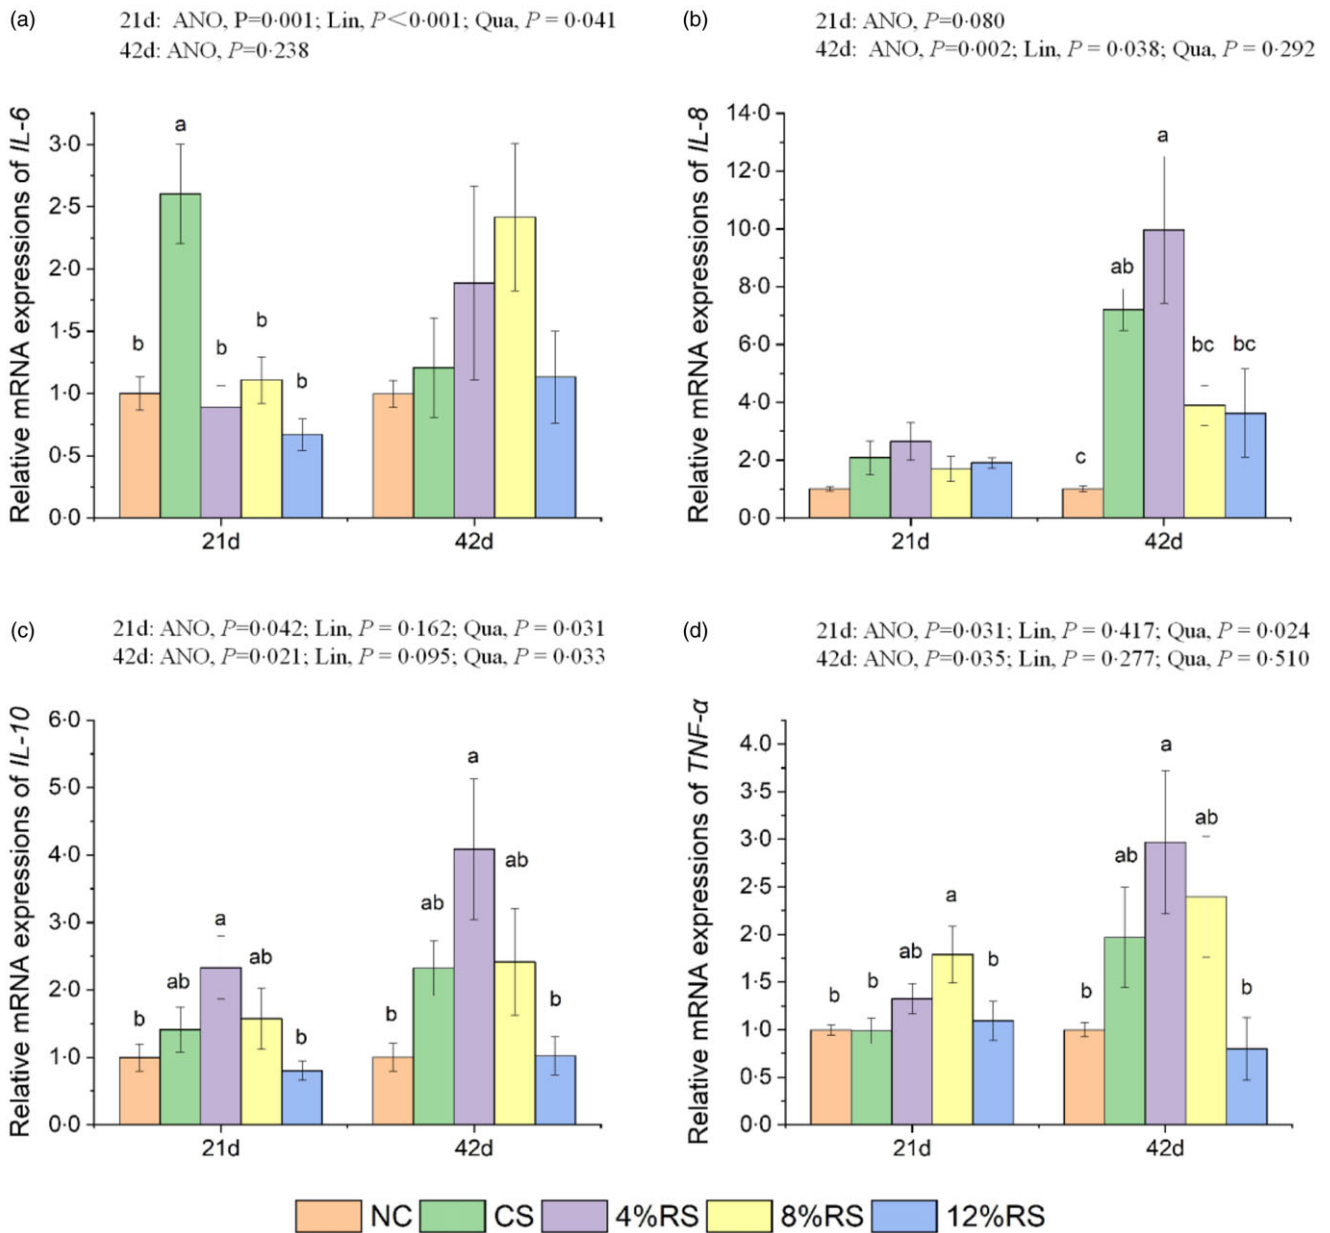 (a)
21d: ANO, P=0·001; Lin, P<0·001; Qua, P = 0·041
42d: ANO, P=0·238
Relative mRNA expressions of IL-6
3·0
2·5
2·0
1·5
1·0
0·5
0·0
b
a
b
b
b
21d
42d
(b)
21d: ANO, P=0·080
42d: ANO, P=0·002; Lin, P = 0·038; Qua, P = 0·292
Relative mRNA expressions of IL-8
14·0
12·0
10·0
8·0
6·0
4·0
2·0
0·0
c
ab
a
bc
bc
21d
42d
(c)
21d: ANO, P=0·042; Lin, P = 0·162; Qua, P = 0·031
42d: ANO, P=0·021; Lin, P = 0·095; Qua, P = 0·033
Relative mRNA expressions of IL-10
6·0
5·0
4·0
3·0
2·0
1·0
0·0
b
ab
a
ab
b
b
ab
a
ab
b
21d
42d
(d)
21d: ANO, P=0·031; Lin, P = 0·417; Qua, P = 0·024
42d: ANO, P=0·035; Lin, P = 0·277; Qua, P = 0·510
Relative mRNA expressions of TNF-α
4·0
3·5
3·0
2·5
2·0
1·5
1·0
0·5
0·0
b
b
ab
a
b
b
ab
a
ab
b
21d
42d
NC CS 4%RS 8%RS 12%RS